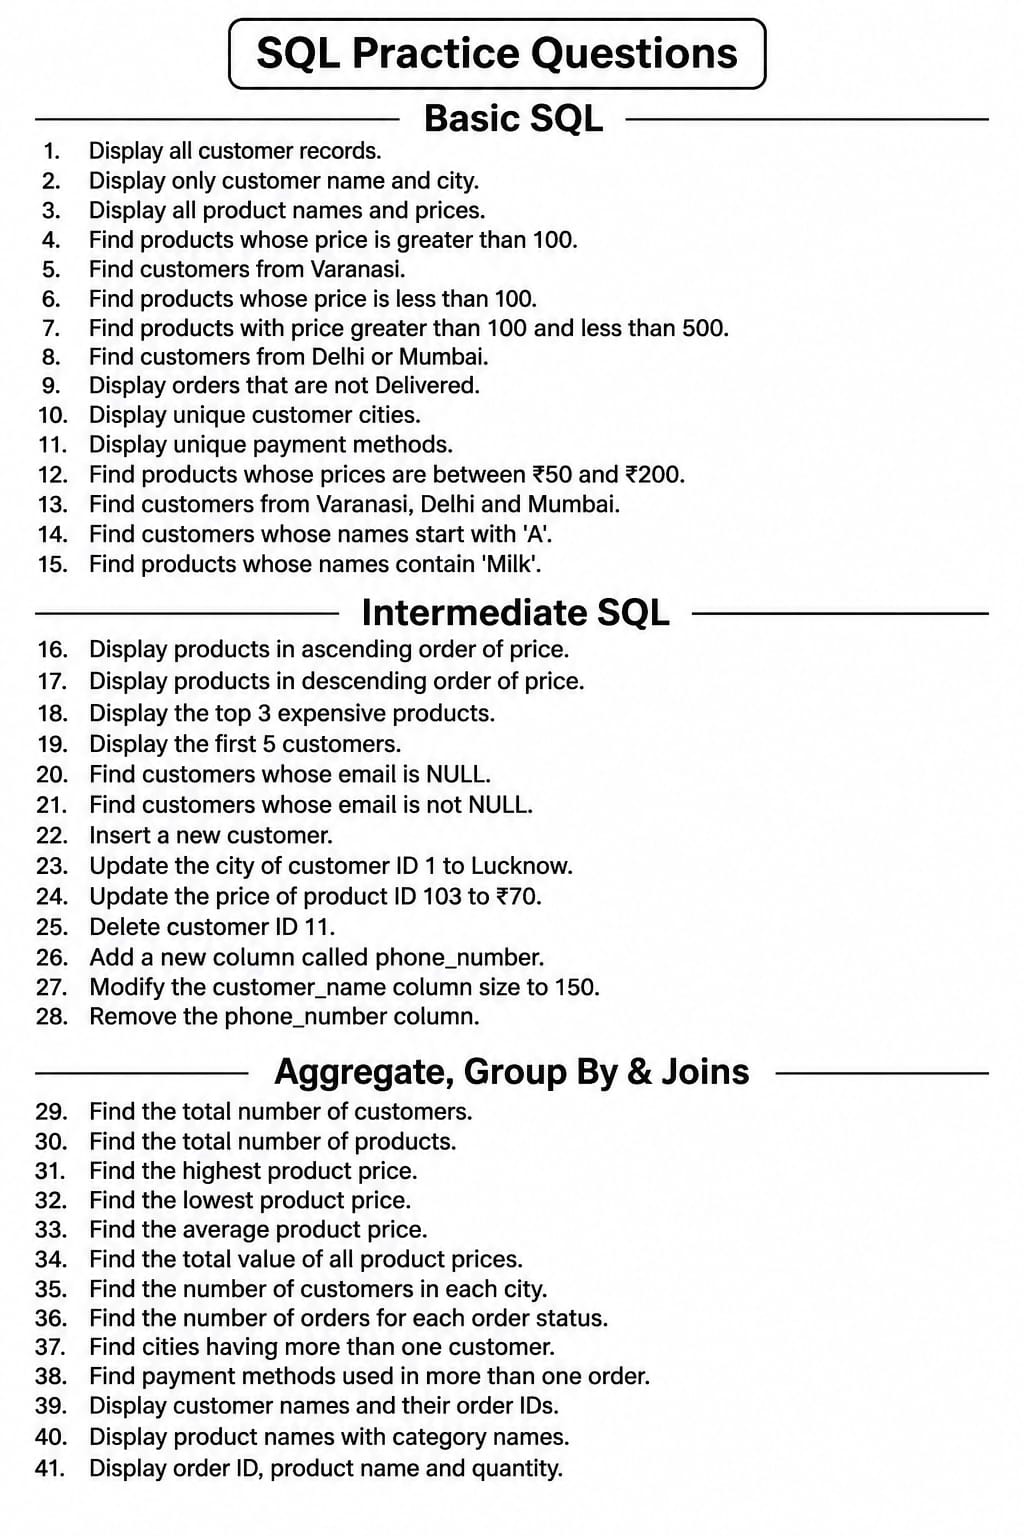 SQL Practice Questions
Basic SQL
1. Display all customer records.
2. Display only customer name and city.
3. Display all product names and prices.
4. Find products whose price is greater than 100.
5. Find customers from Varanasi.
6. Find products whose price is less than 100.
7. Find products with price greater than 100 and less than 500.
8. Find customers from Delhi or Mumbai.
9. Display orders that are not Delivered.
10. Display unique customer cities.
11. Display unique payment methods.
12. Find products whose prices are between ₹50 and ₹200.
13. Find customers from Varanasi, Delhi and Mumbai.
14. Find customers whose names start with 'A'.
15. Find products whose names contain 'Milk'.
Intermediate SQL
16. Display products in ascending order of price.
17. Display products in descending order of price.
18. Display the top 3 expensive products.
19. Display the first 5 customers.
20. Find customers whose email is NULL.
21. Find customers whose email is not NULL.
22. Insert a new customer.
23. Update the city of customer ID 1 to Lucknow.
24. Update the price of product ID 103 to ₹70.
25. Delete customer ID 11.
26. Add a new column called phone_number.
27. Modify the customer_name column size to 150.
28. Remove the phone_number column.
Aggregate, Group By & Joins
29. Find the total number of customers.
30. Find the total number of products.
31. Find the highest product price.
32. Find the lowest product price.
33. Find the average product price.
34. Find the total value of all product prices.
35. Find the number of customers in each city.
36. Find the number of orders for each order status.
37. Find cities having more than one customer.
38. Find payment methods used in more than one order.
39. Display customer names and their order IDs.
40. Display product names with category names.
41. Display order ID, product name and quantity.